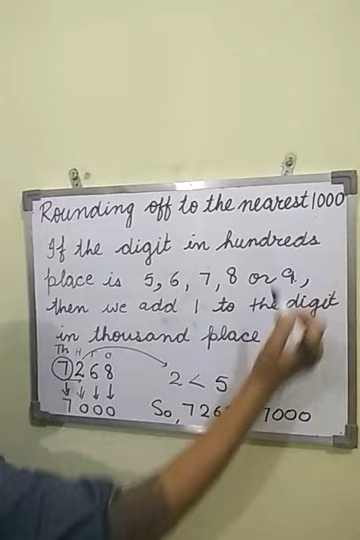 Rounding off to the nearest 1000
If the digit in hundreds
place is 5, 6, 7, 8 or 9,
then we add 1 to the digit
in thousand place
Th H T O
7268
7000
2 < 5
So, 726 7000